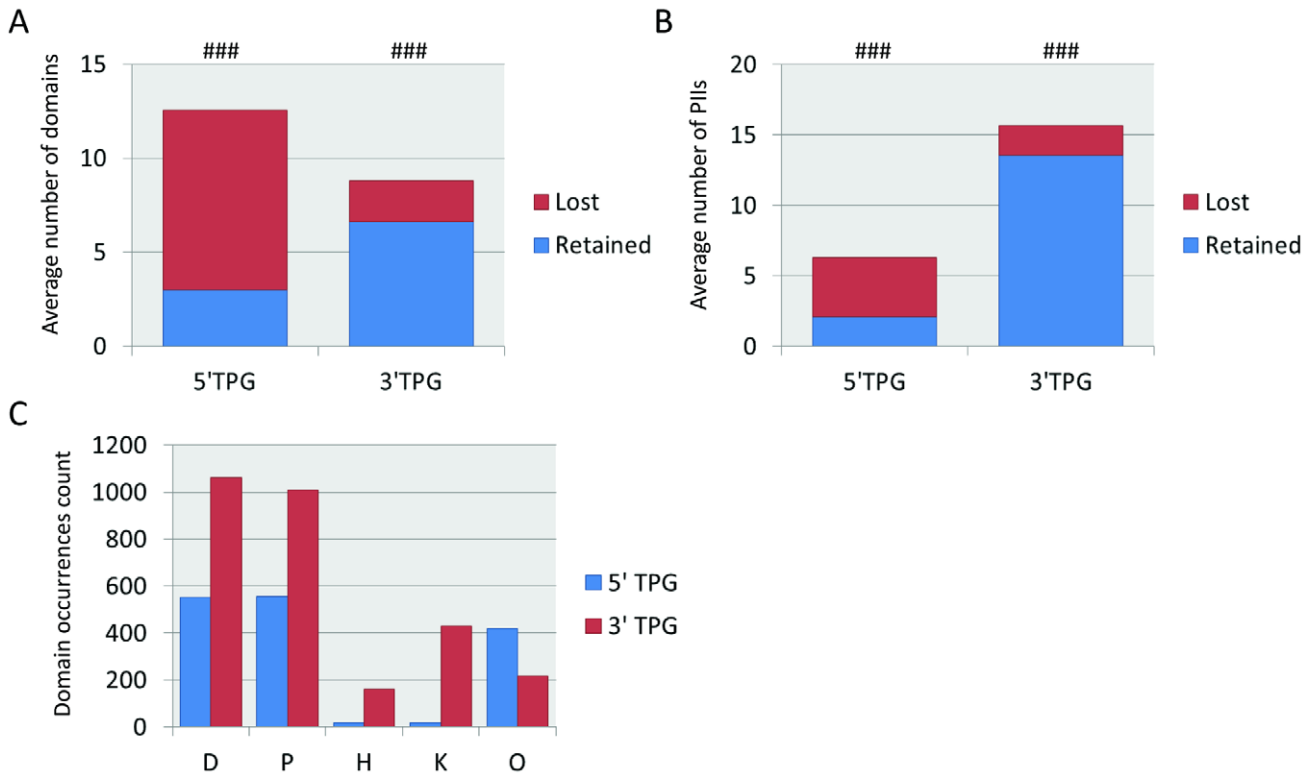 A
### ###
15
10
5
0
Average number of domains
5'TPG 3'TPG
Lost
Retained
B
### ###
20
15
10
5
0
Average number of PIIs
5'TPG 3'TPG
Lost
Retained
C
1200
1000
800
600
400
200
0
Domain occurrences count
D P H K O
5' TPG
3' TPG